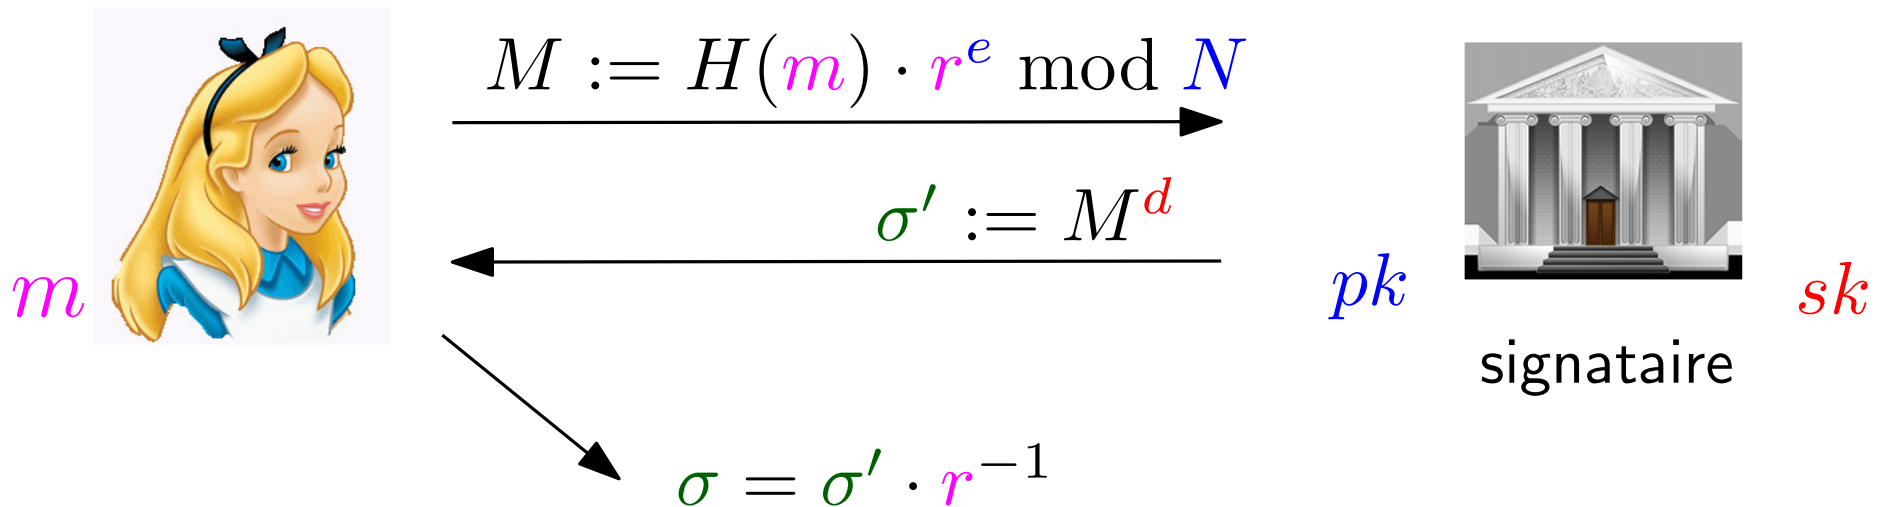 M := H(m) · r^e mod N
σ′ := M^d
m
pk
sk
signataire
σ = σ′ · r^−1